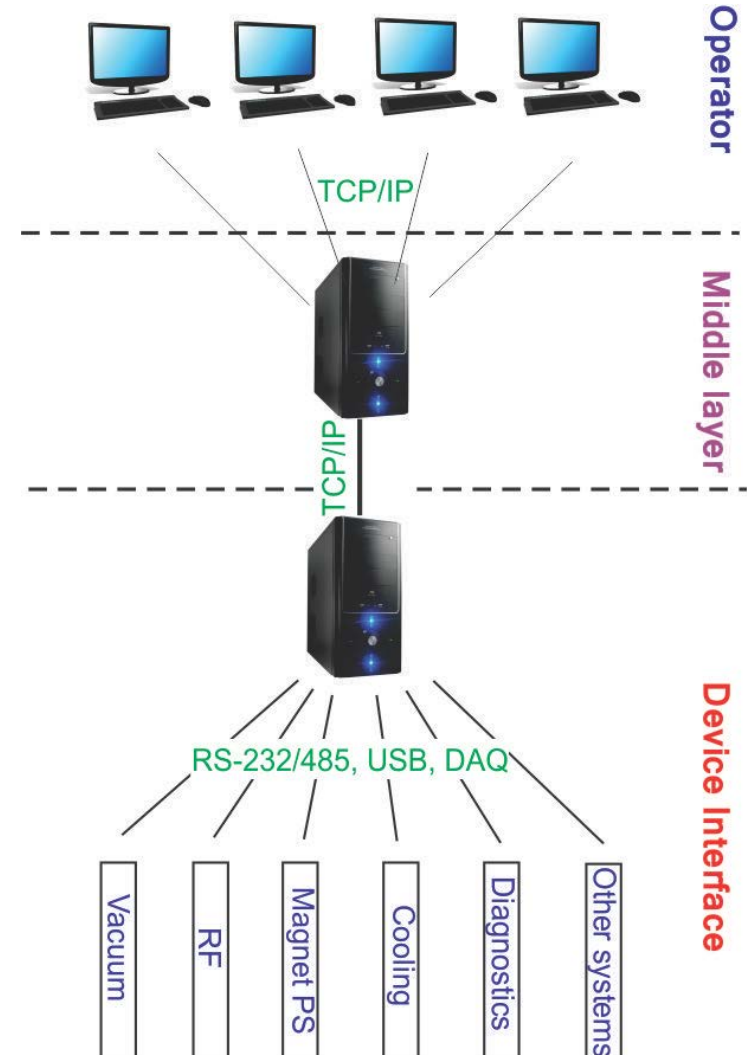 Operator
TCP/IP
Middle layer
TCP/IP
Device Interface
RS-232/485, USB, DAQ
Vacuum
RF
Magnet PS
Cooling
Diagnostics
Other systems